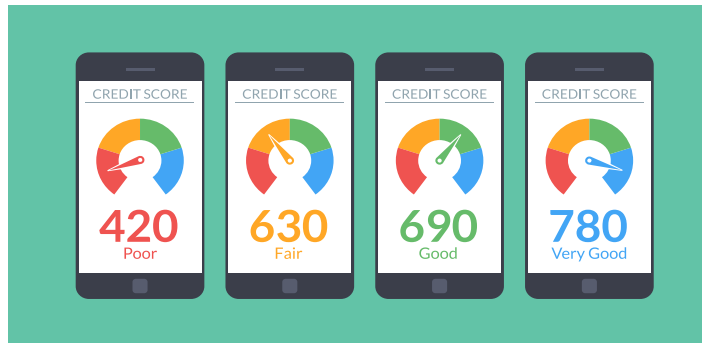 CREDIT SCORE
420
Poor
CREDIT SCORE
630
Fair
CREDIT SCORE
690
Good
CREDIT SCORE
780
Very Good